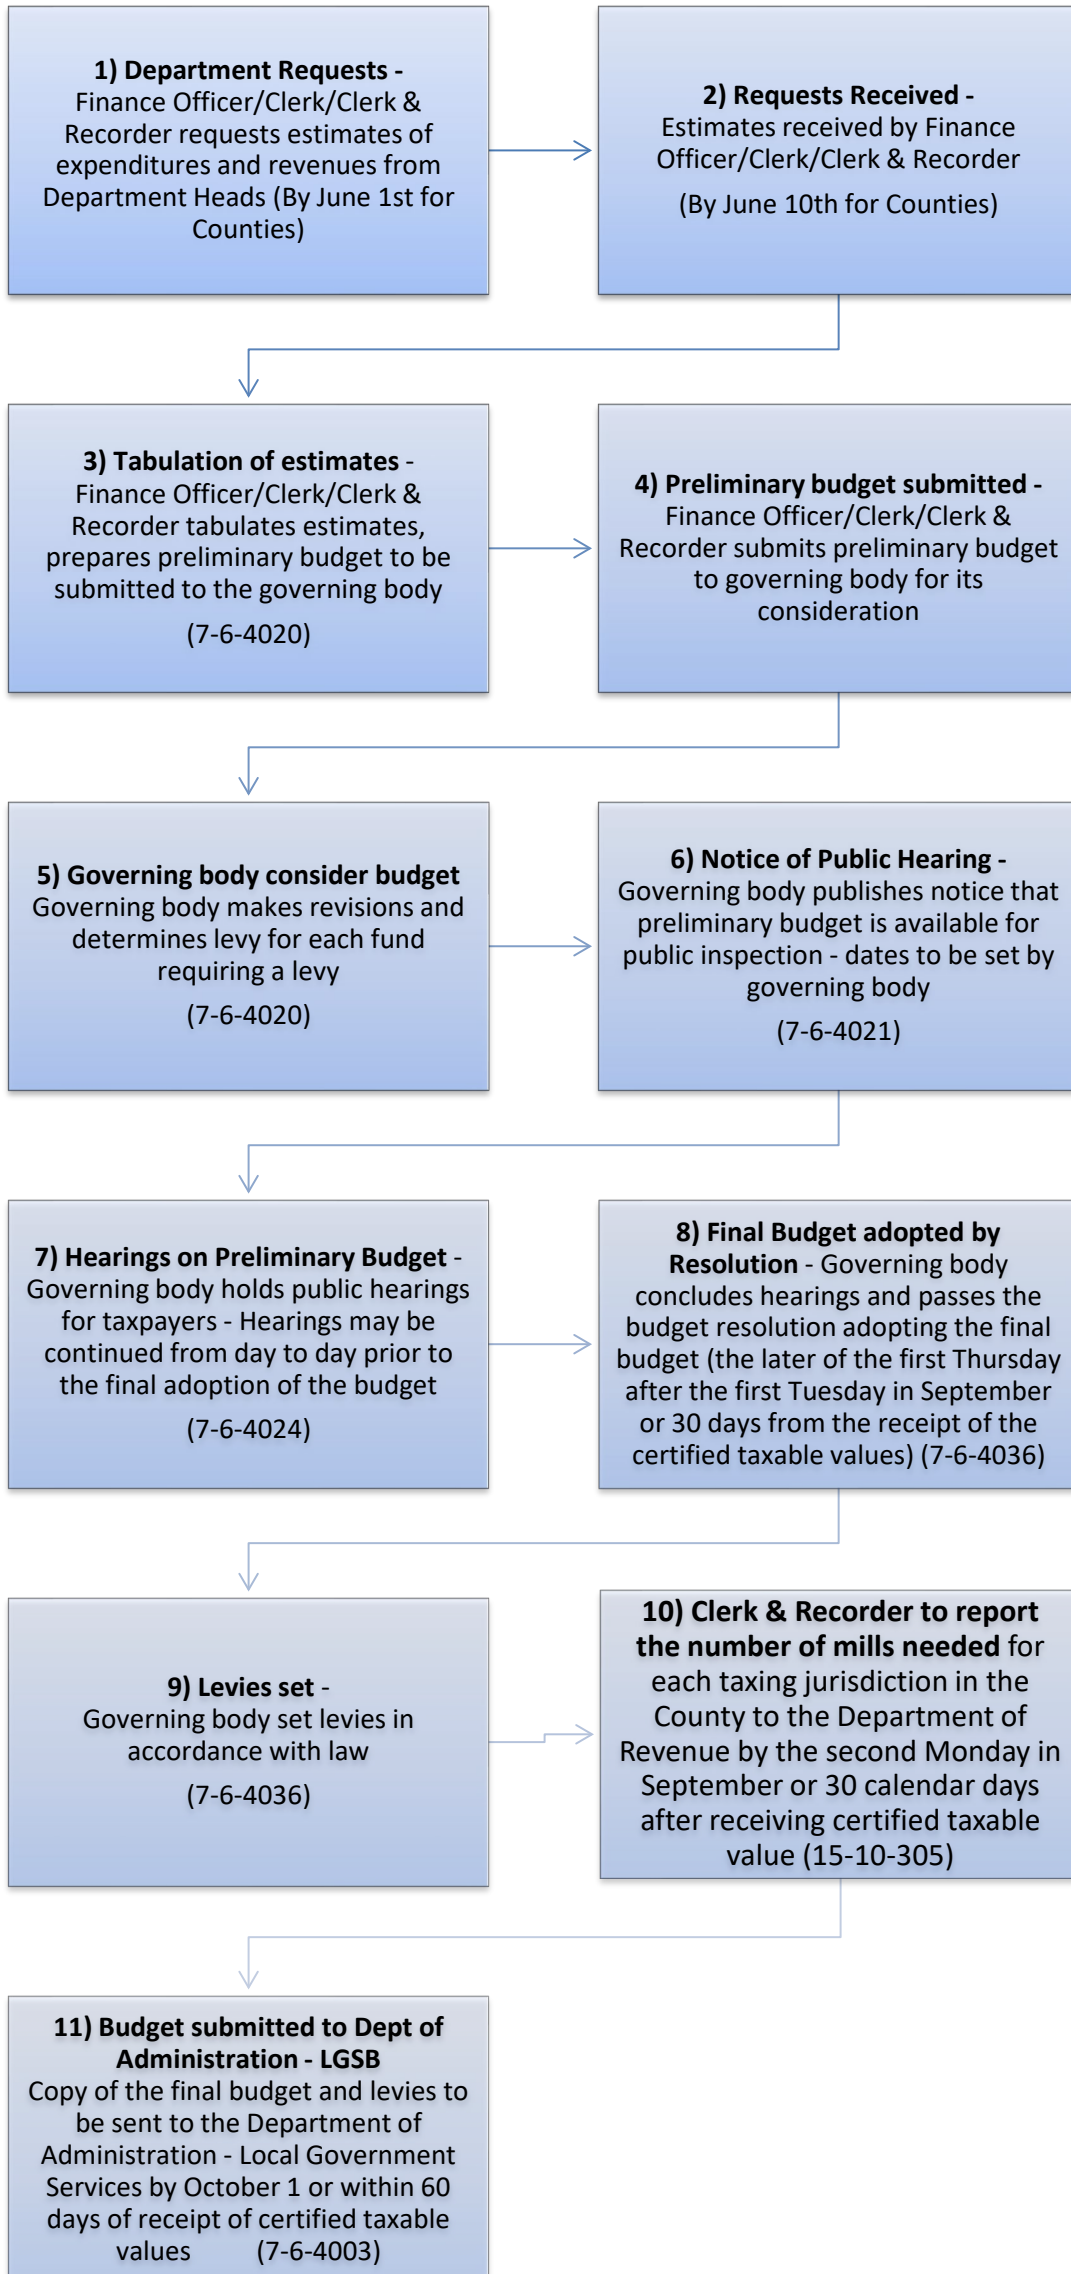 1) Department Requests -
Finance Officer/Clerk/Clerk &
Recorder requests estimates of
expenditures and revenues from
Department Heads (By June 1st for
Counties)
2) Requests Received -
Estimates received by Finance
Officer/Clerk/Clerk & Recorder
(By June 10th for Counties)
3) Tabulation of estimates -
Finance Officer/Clerk/Clerk &
Recorder tabulates estimates,
prepares preliminary budget to be
submitted to the governing body
(7-6-4020)
4) Preliminary budget submitted -
Finance Officer/Clerk/Clerk &
Recorder submits preliminary budget
to governing body for its
consideration
5) Governing body consider budget
Governing body makes revisions and
determines levy for each fund
requiring a levy
(7-6-4020)
6) Notice of Public Hearing -
Governing body publishes notice that
preliminary budget is available for
public inspection - dates to be set by
governing body
(7-6-4021)
7) Hearings on Preliminary Budget -
Governing body holds public hearings
for taxpayers - Hearings may be
continued from day to day prior to
the final adoption of the budget
(7-6-4024)
8) Final Budget adopted by
Resolution - Governing body
concludes hearings and passes the
budget resolution adopting the final
budget (the later of the first Thursday
after the first Tuesday in September
or 30 days from the receipt of the
certified taxable values) (7-6-4036)
9) Levies set -
Governing body set levies in
accordance with law
(7-6-4036)
10) Clerk & Recorder to report
the number of mills needed for
each taxing jurisdiction in the
County to the Department of
Revenue by the second Monday in
September or 30 calendar days
after receiving certified taxable
value (15-10-305)
11) Budget submitted to Dept of
Administration - LGSB
Copy of the final budget and levies to
be sent to the Department of
Administration - Local Government
Services by October 1 or within 60
days of receipt of certified taxable
values (7-6-4003)